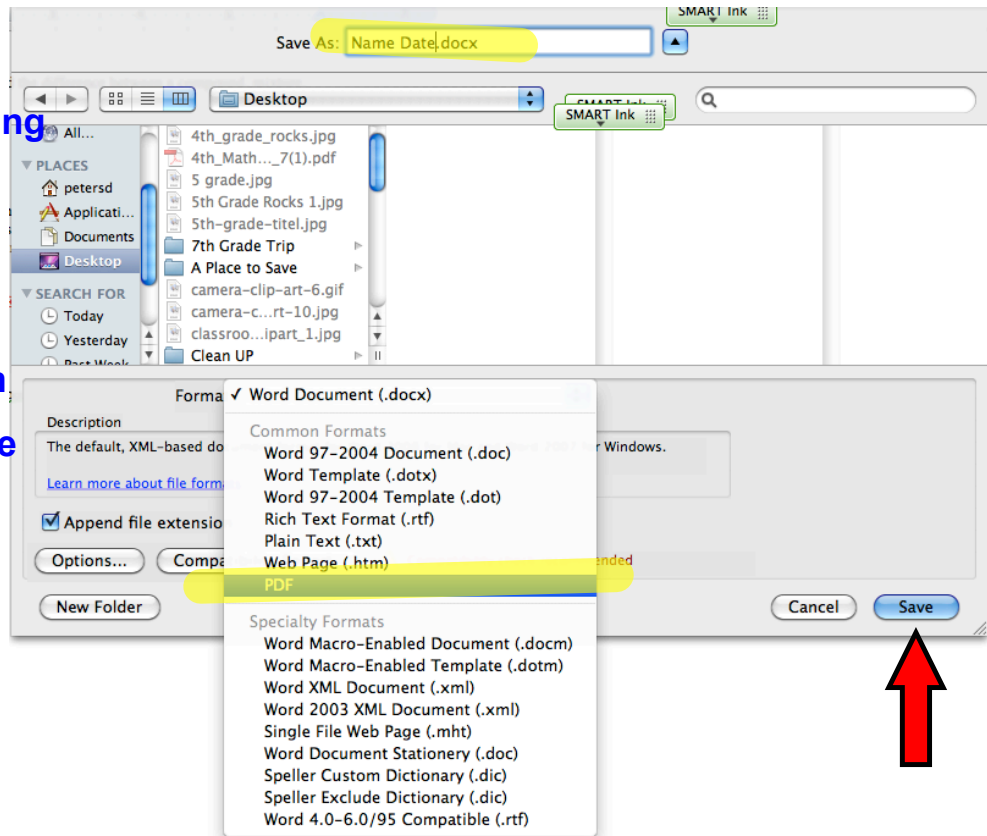 SMART Ink
Save As: Name Date.docx
Desktop
SMART Ink
SMART Ink
ng
All...
4th_grade_rocks.jpg
PLACES
4th_Math..._7(1).pdf
petersd
5 grade.jpg
5th Grade Rocks 1.jpg
Applicati...
5th-grade-titel.jpg
Documents
7th Grade Trip
Desktop
A Place to Save
SEARCH FOR
camera-clip-art-6.gif
Today
camera-c...rt-10.jpg
Yesterday
classroo...ipart_1.jpg
Past Week
Clean UP
Forma ✓ Word Document (.docx)
Description
Common Formats
e
The default, XML-based do
r Windows.
Word 97-2004 Document (.doc)
Word Template (.dotx)
Learn more about file form
Word 97-2004 Template (.dot)
Append file extensio
Rich Text Format (.rtf)
Plain Text (.txt)
Options... Compa
Web Page (.htm)
ended
PDF
New Folder
Cancel Save
Specialty Formats
Word Macro-Enabled Document (.docm)
Word Macro-Enabled Template (.dotm)
Word XML Document (.xml)
Word 2003 XML Document (.xml)
Single File Web Page (.mht)
Word Document Stationery (.doc)
Speller Custom Dictionary (.dic)
Speller Exclude Dictionary (.dic)
Word 4.0-6.0/95 Compatible (.rtf)